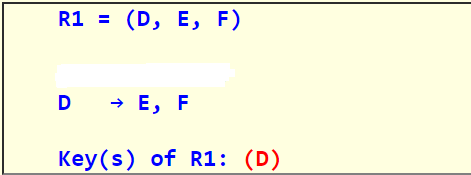 R1 = (D, E, F)
D → E, F
Key(s) of R1: (D)